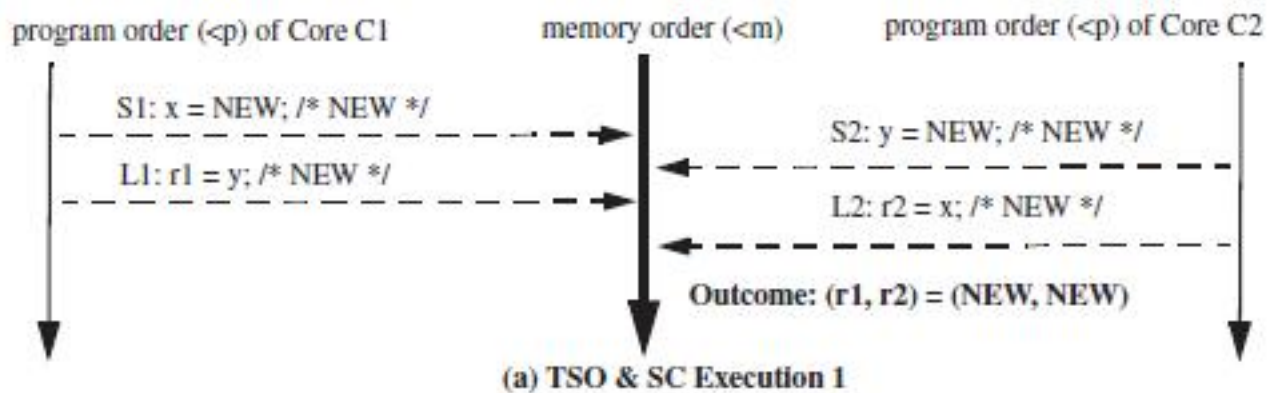 program order (<p) of Core C1 memory order (<m) program order (<p) of Core C2
S1: x = NEW; /* NEW */
S2: y = NEW; /* NEW */
L1: r1 = y; /* NEW */
L2: r2 = x; /* NEW */
Outcome: (r1, r2) = (NEW, NEW)
(a) TSO & SC Execution 1